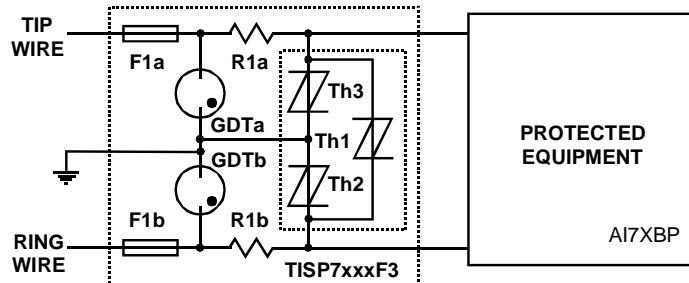 TIP
WIRE
F1a
R1a
Th3
GDTa
Th1
PROTECTED
EQUIPMENT
GDTb
Th2
F1b
R1b
AI7XBP
RING
WIRE
TISP7xxxF3